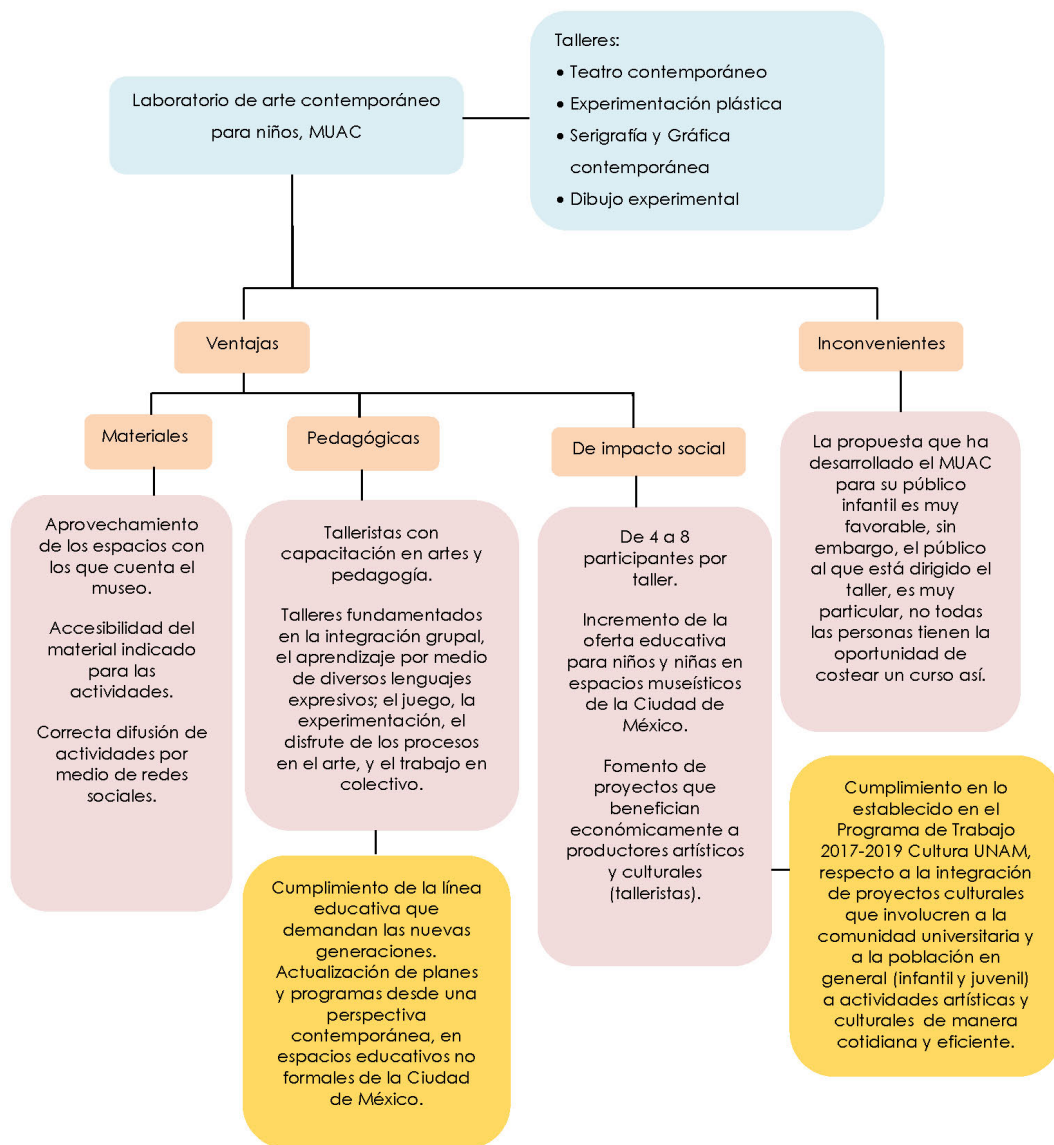 Laboratorio de arte contemporáneo
para niños, MUAC
Talleres:
• Teatro contemporáneo
• Experimentación plástica
• Serigrafía y Gráfica
contemporánea
• Dibujo experimental
Ventajas
Inconvenientes
Materiales
Pedagógicas
De impacto social
Aprovechamiento
de los espacios con
los que cuenta el
museo.
Accesibilidad del
material indicado
para las
actividades.
Correcta difusión de
actividades por
medio de redes
sociales.
Talleristas con
capacitación en artes y
pedagogía.
Talleres fundamentados
en la integración grupal,
el aprendizaje por medio
de diversos lenguajes
expresivos; el juego, la
experimentación, el
disfrute de los procesos
en el arte, y el trabajo en
colectivo.
Cumplimiento de la línea
educativa que
demandan las nuevas
generaciones.
Actualización de planes
y programas desde una
perspectiva
contemporánea, en
espacios educativos no
formales de la Ciudad
de México.
De 4 a 8
participantes por
taller.
Incremento de la
oferta educativa
para niños y niñas en
espacios museísticos
de la Ciudad de
México.
Fomento de
proyectos que
benefician
económicamente a
productores artísticos
y culturales
(talleristas).
La propuesta que ha
desarrollado el MUAC
para su público
infantil es muy
favorable, sin
embargo, el público
al que está dirigido el
taller, es muy
particular, no todas
las personas tienen la
oportunidad de
costear un curso así.
Cumplimiento en lo
establecido en el
Programa de Trabajo
2017-2019 Cultura UNAM,
respecto a la integración
de proyectos culturales
que involucren a la
comunidad universitaria y
a la población en
general (infantil y juvenil)
a actividades artísticas y
culturales de manera
cotidiana y eficiente.